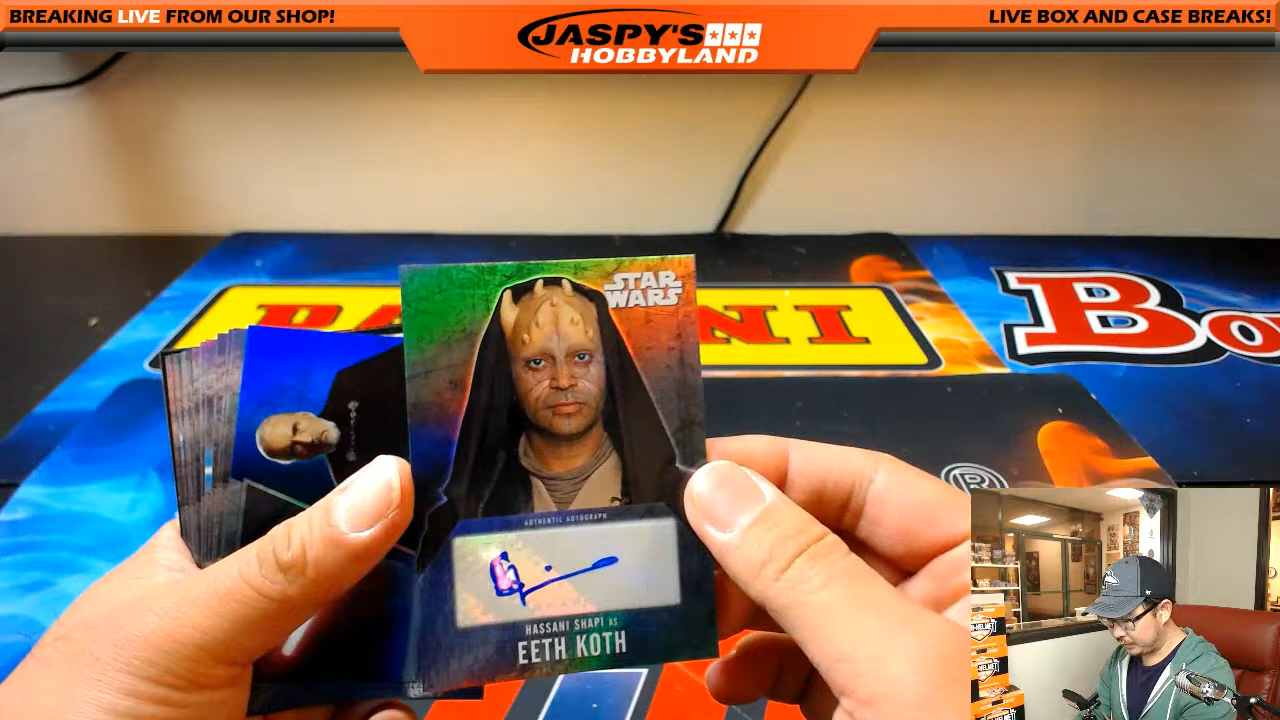 BREAKING LIVE FROM OUR SHOP!
JASPY'S
HOBBYLAND
LIVE BOX AND CASE BREAKS!
STAR
WARS
AUTHENTIC AUTOGRAPH
HASSANI SHAPI AS
EETH KOTH